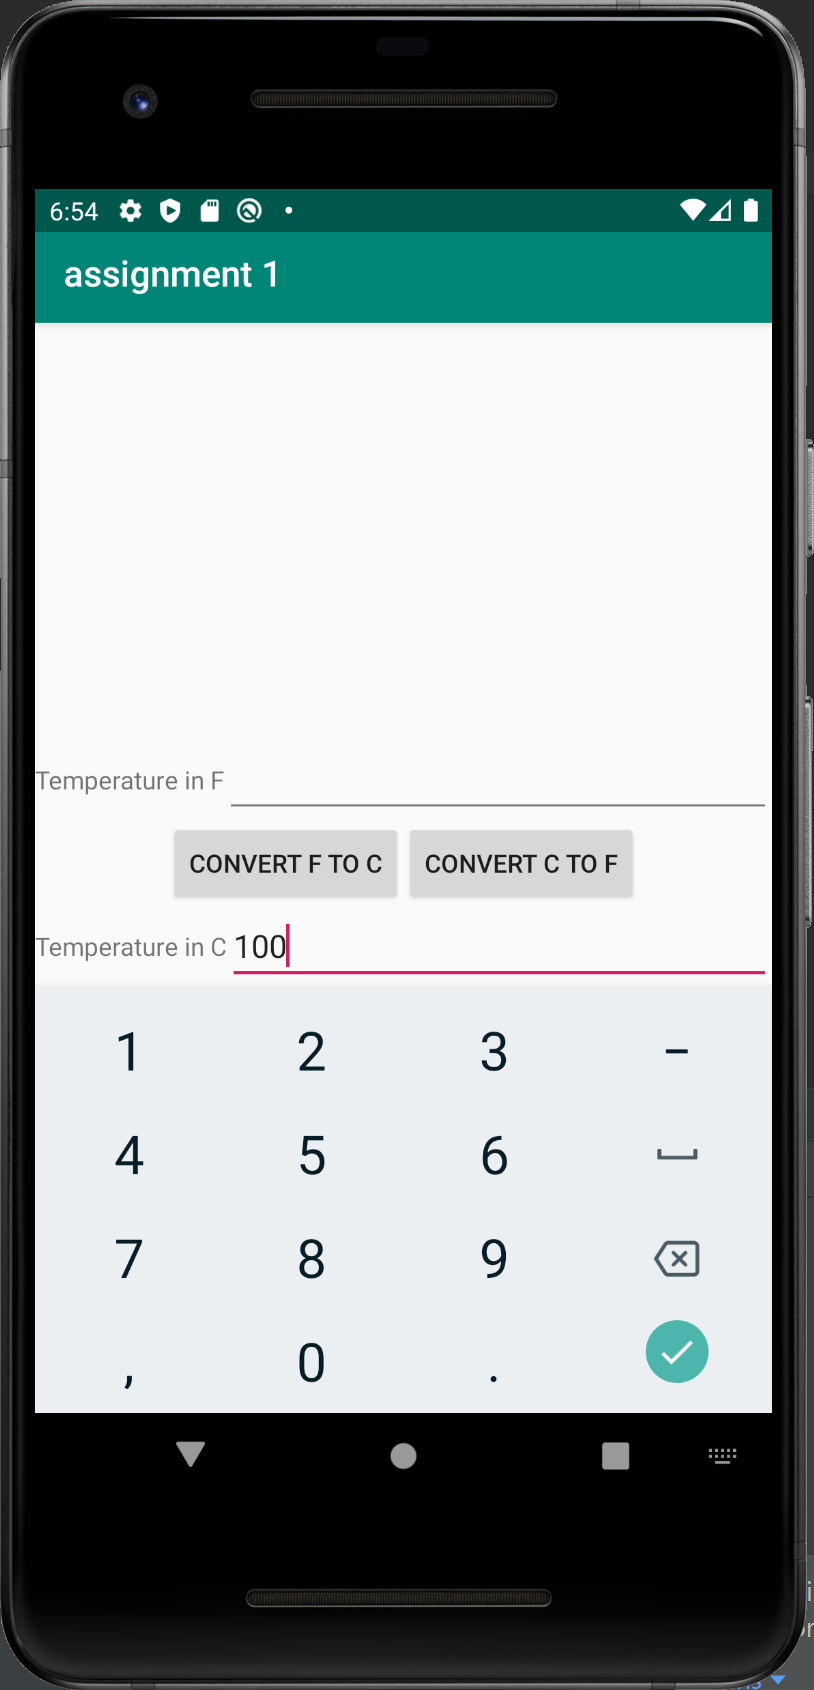 6:54
assignment 1
Temperature in F
CONVERT F TO C CONVERT C TO F
Temperature in C 100
1 2 3 –
4 5 6
7 8 9
, 0 .